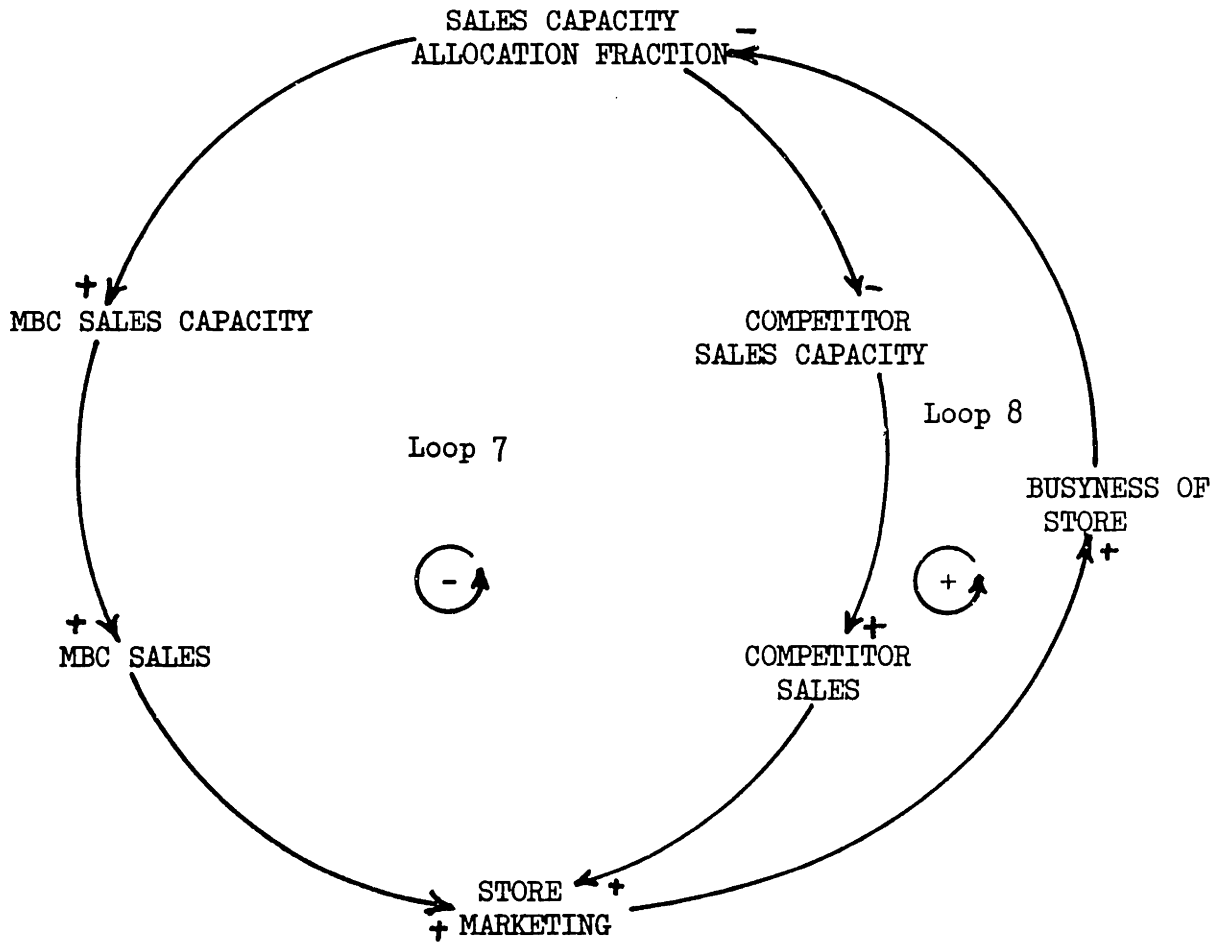 SALES CAPACITY
ALLOCATION FRACTION
-
+
-
MBC SALES CAPACITY
COMPETITOR
SALES CAPACITY
Loop 7
Loop 8
BUSYNESS OF
STORE
+
-
+
+
MBC SALES
+
COMPETITOR
SALES
STORE
MARKETING
+
+